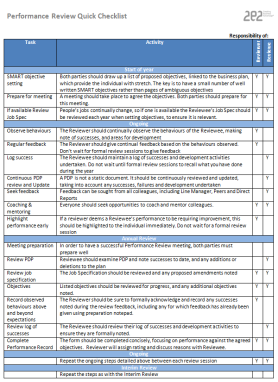 Performance Review Quick Checklist
Responsibility of:
Task Activity Reviewer Reviewee
Start of year
SMART objective setting Both parties should draw up a list of proposed objectives, linked to the business plan, which provide the individual with stretch. The key is to have a small number of well written SMART objectives rather than pages of ambiguous objectives Y Y
Prepare for meeting A meeting should take place to agree the objectives. Both parties should prepare for this meeting. Y Y
If available Review Job Spec People's jobs continually change, so if one is available the Reviewee's Job Spec should be reviewed each year when setting objectives, to ensure it is relevant. Y Y
Ongoing
Observe behaviours The Reviewer should continually observe the behaviours of the Reviewee, making note of successes, and areas for development Y
Regular feedback The Reviewer should give continual feedback based on the behaviours observed. Don't wait for formal review sessions to give feedback Y
Log success The Reviewee should maintain a log of successes and development activities undertaken. Do not wait until formal review sessions to recall what you have done during the year Y
Continuous PDP review and Update A PDP is not a static document. It should be continuously reviewed and updated, taking into account any successes, failures and development undertaken Y
Seek feedback Feedback can be sought from all colleagues, including Line Manager, Peers and Direct Reports Y
Coaching & mentoring Everyone should seek opportunities to coach and mentor colleagues. Y Y
Highlight performance early If a reviewer deems a Reviewee's performance to be requiring improvement, this should be highlighted to the individual immediately. Do not wait for a formal review session Y
Annual Review
Meeting preparation In order to have a successful Performance Review meeting, both parties must prepare well Y Y
Review PDP Reviewee should examine PDP and note successes to date, and any additions or deletions to the plan Y
Review job specification The Job Specification should be reviewed and any proposed amendments noted Y
Objectives Listed objectives should be reviewed for progress, and any additional objectives noted. Y Y
Record observed behaviours above and beyond expectations The Reviewer should be sure to formally acknowledge and record any successes noted during the review feedback, including any for which feedback has already been given using preparation notepad. Y
Review log of successes The Reviewee should review their log of successes and development activities to ensure they are formally noted. Y
Complete Performance Record The form should be completed concisely, focusing on performance against the agreed objectives. Reviewer will assign rating and discuss reasons with Reviewee. Y
Ongoing
Repeat the ongoing steps detailed above between each review session Y Y
Interim Review
Repeat the steps as with the Interim Review